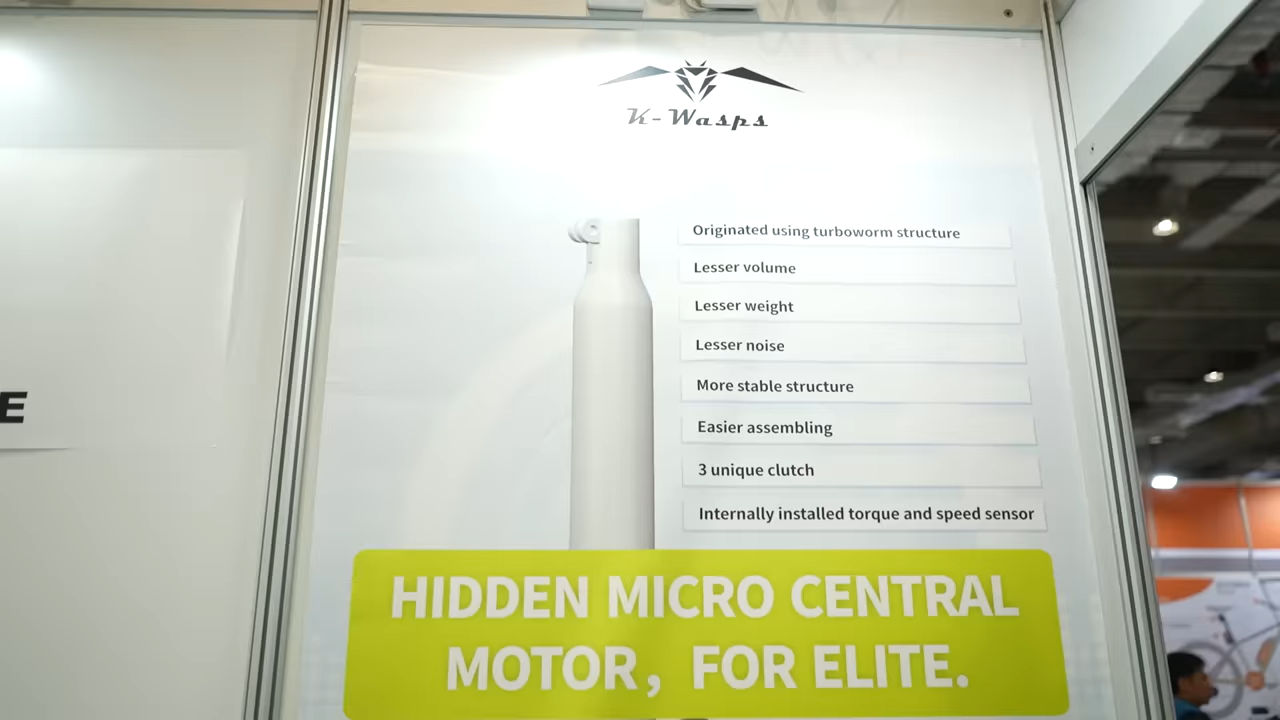 K-Wasps
Originated using turboworm structure
Lesser volume
Lesser weight
Lesser noise
More stable structure
Easier assembling
3 unique clutch
Internally installed torque and speed sensor
HIDDEN MICRO CENTRAL
MOTOR, FOR ELITE.
E